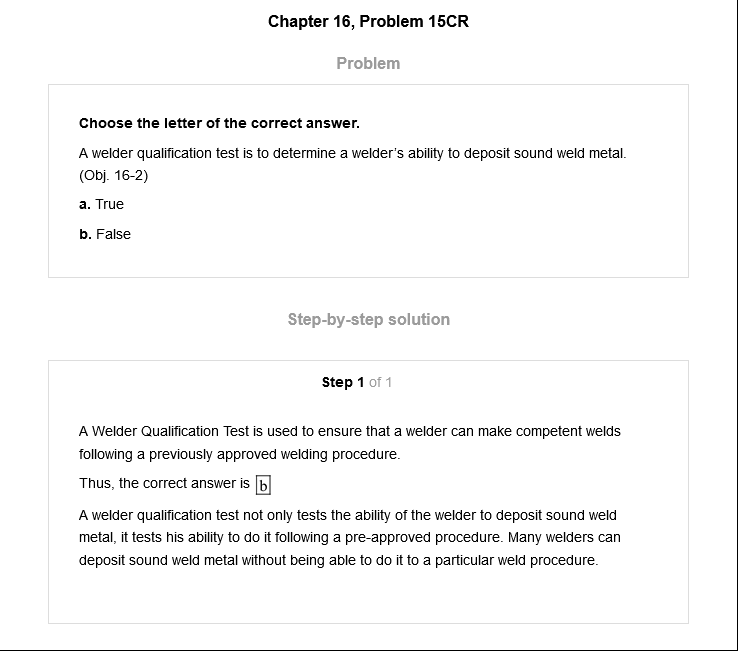 Chapter 16, Problem 15CR
Problem
Choose the letter of the correct answer.
A welder qualification test is to determine a welder's ability to deposit sound weld metal.
(Obj. 16-2)
a. True
b. False
Step-by-step solution
Step 1 of 1
A Welder Qualification Test is used to ensure that a welder can make competent welds
following a previously approved welding procedure.
Thus, the correct answer is b
A welder qualification test not only tests the ability of the welder to deposit sound weld
metal, it tests his ability to do it following a pre-approved procedure. Many welders can
deposit sound weld metal without being able to do it to a particular weld procedure.